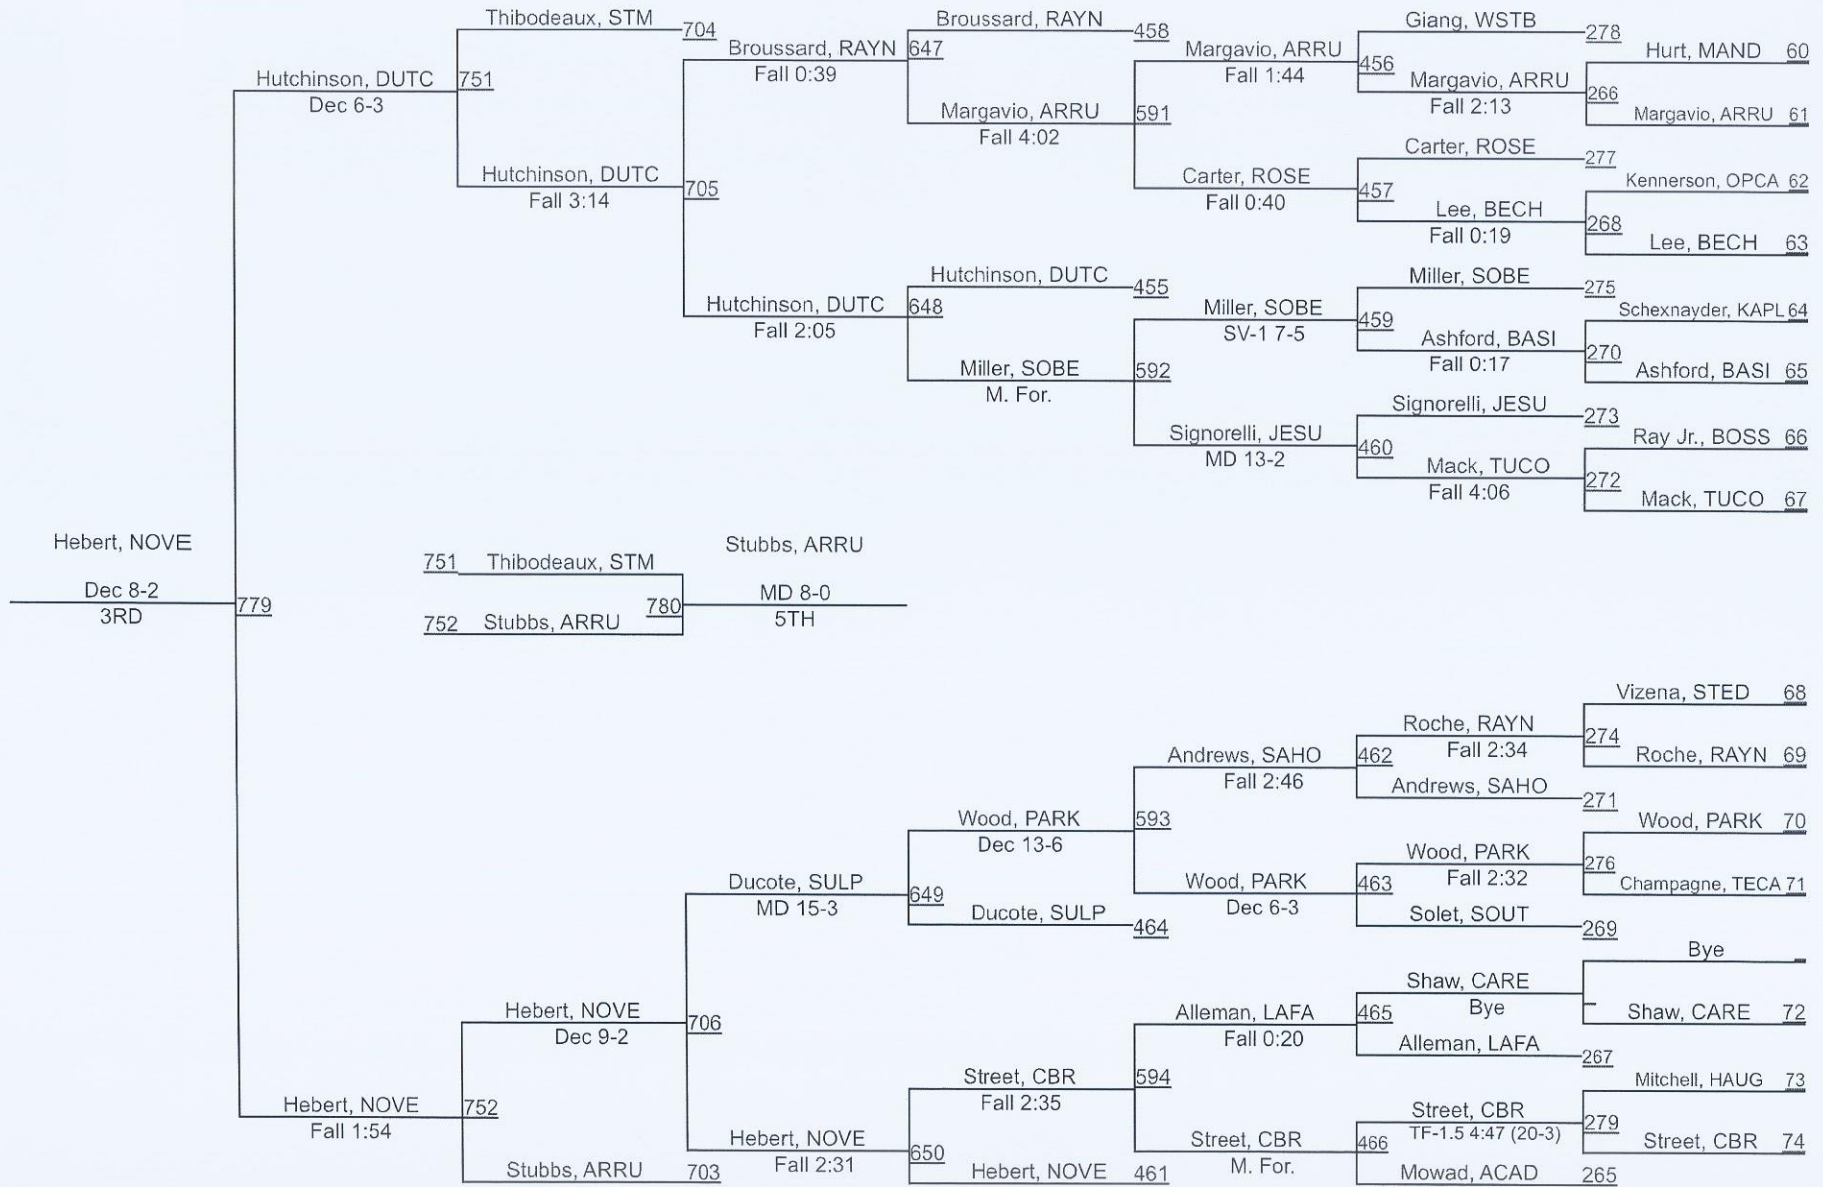 Thibodeaux, STM 704
Broussard, RAYN 458
Giang, WSTB 278
Broussard, RAYN 647
Fall 0:39
Margavio, ARRU
Fall 1:44
456
Hurt, MAND 60
Hutchinson, DUTC 751
Dec 6-3
Margavio, ARRU 266
Fall 2:13
Margavio, ARRU 591
Fall 4:02
Margavio, ARRU 61
Carter, ROSE 277
Hutchinson, DUTC 705
Fall 3:14
Carter, ROSE 457
Fall 0:40
Kennerson, OPCA 62
Lee, BECH 268
Fall 0:19
Lee, BECH 63
Hutchinson, DUTC 455
Miller, SOBE 275
Hutchinson, DUTC 648
Fall 2:05
Miller, SOBE 459
SV-1 7-5
Schexnayder, KAPL 64
Ashford, BASI 270
Fall 0:17
Miller, SOBE 592
M. For.
Ashford, BASI 65
Signorelli, JESU 273
Signorelli, JESU 460
MD 13-2
Ray Jr., BOSS 66
Mack, TUCO 272
Fall 4:06
Mack, TUCO 67
Hebert, NOVE
Dec 8-2 779
3RD
751 Thibodeaux, STM
Stubbs, ARRU
780 MD 8-0
752 Stubbs, ARRU 5TH
Vizena, STED 68
Roche, RAYN 274
Fall 2:34
Andrews, SAHO 462
Fall 2:46
Roche, RAYN 69
Andrews, SAHO 271
Wood, PARK 593
Dec 13-6
Wood, PARK 70
Wood, PARK 276
Fall 2:32
Ducote, SULP 649
MD 15-3
Wood, PARK 463
Dec 6-3
Champagne, TECA 71
Ducote, SULP 464
Solet, SOUT 269
Bye
Shaw, CARE
Bye
Hebert, NOVE 706
Dec 9-2
Alleman, LAFA 465
Fall 0:20
Shaw, CARE 72
Alleman, LAFA 267
Street, CBR 594
Fall 2:35
Mitchell, HAUG 73
Hebert, NOVE 752
Fall 1:54
Street, CBR 279
TF-1.5 4:47 (20-3)
Hebert, NOVE 650
Fall 2:31
Street, CBR 466
M. For.
Street, CBR 74
Stubbs, ARRU 703
Hebert, NOVE 461
Mowad, ACAD 265